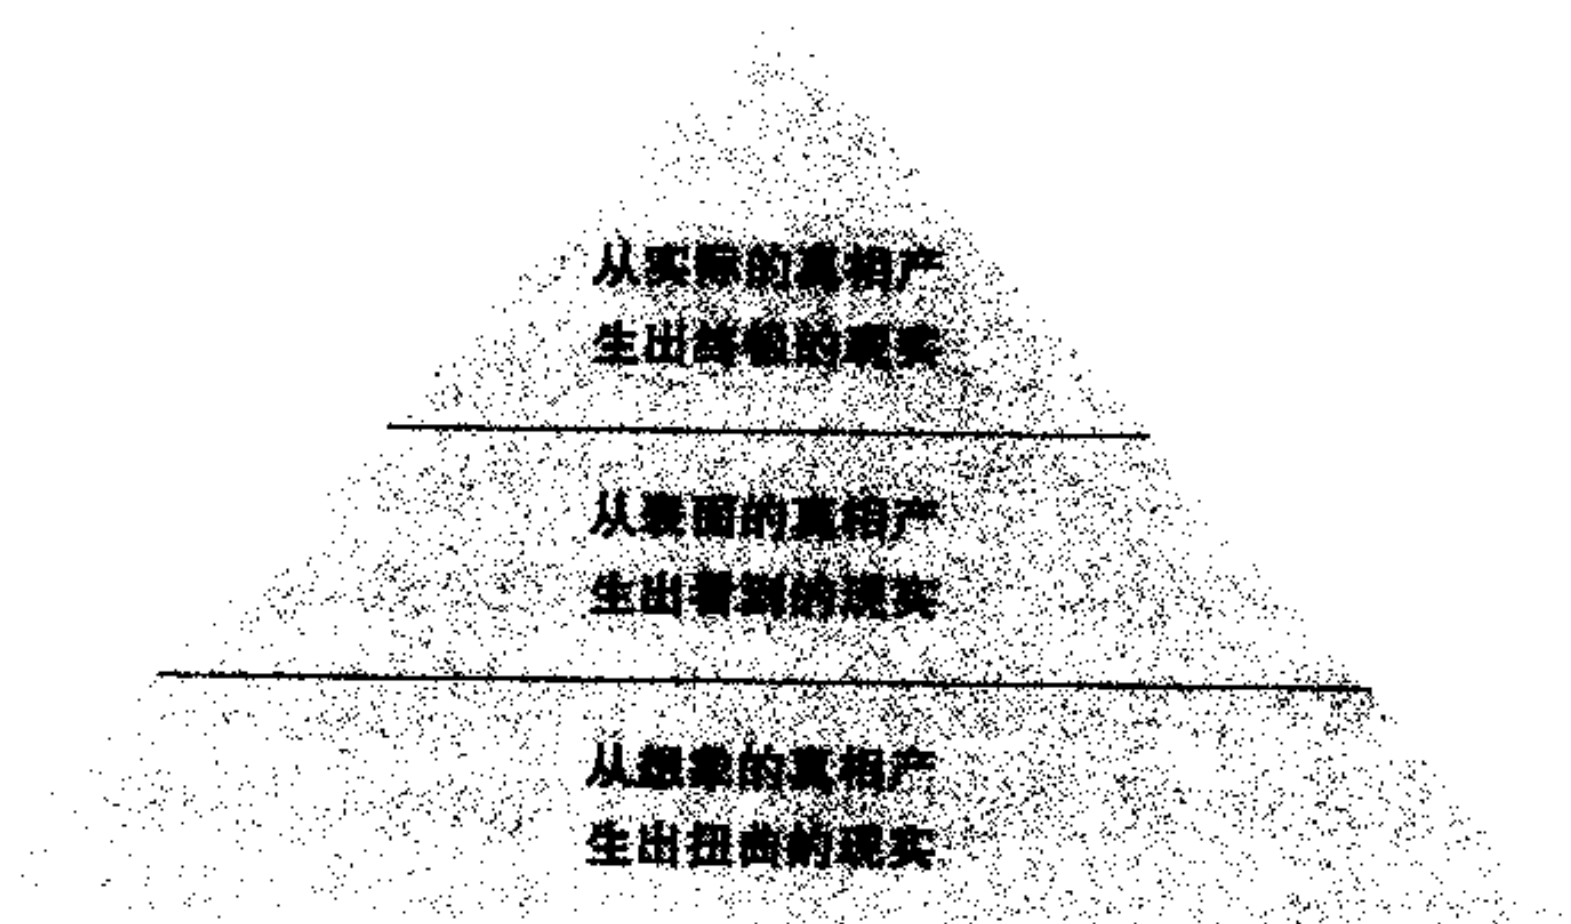 从实际的真相产
生出终极的现实
从表面的真相产
生出看到的现实
从想象的真相产
生出扭曲的现实